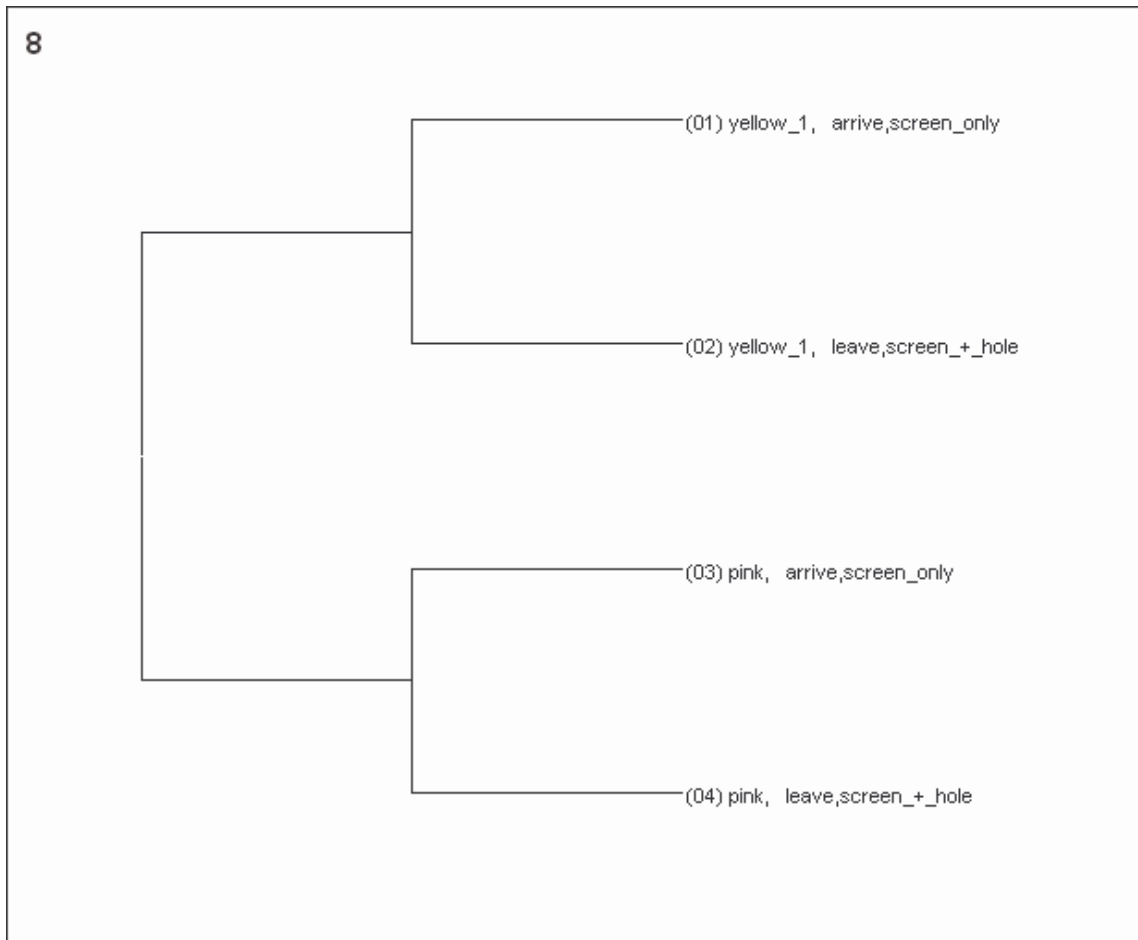 8
(01) yellow_1, arrive,screen_only
(02) yellow_1, leave,screen_+_hole
(03) pink, arrive,screen_only
(04) pink, leave,screen_+_hole